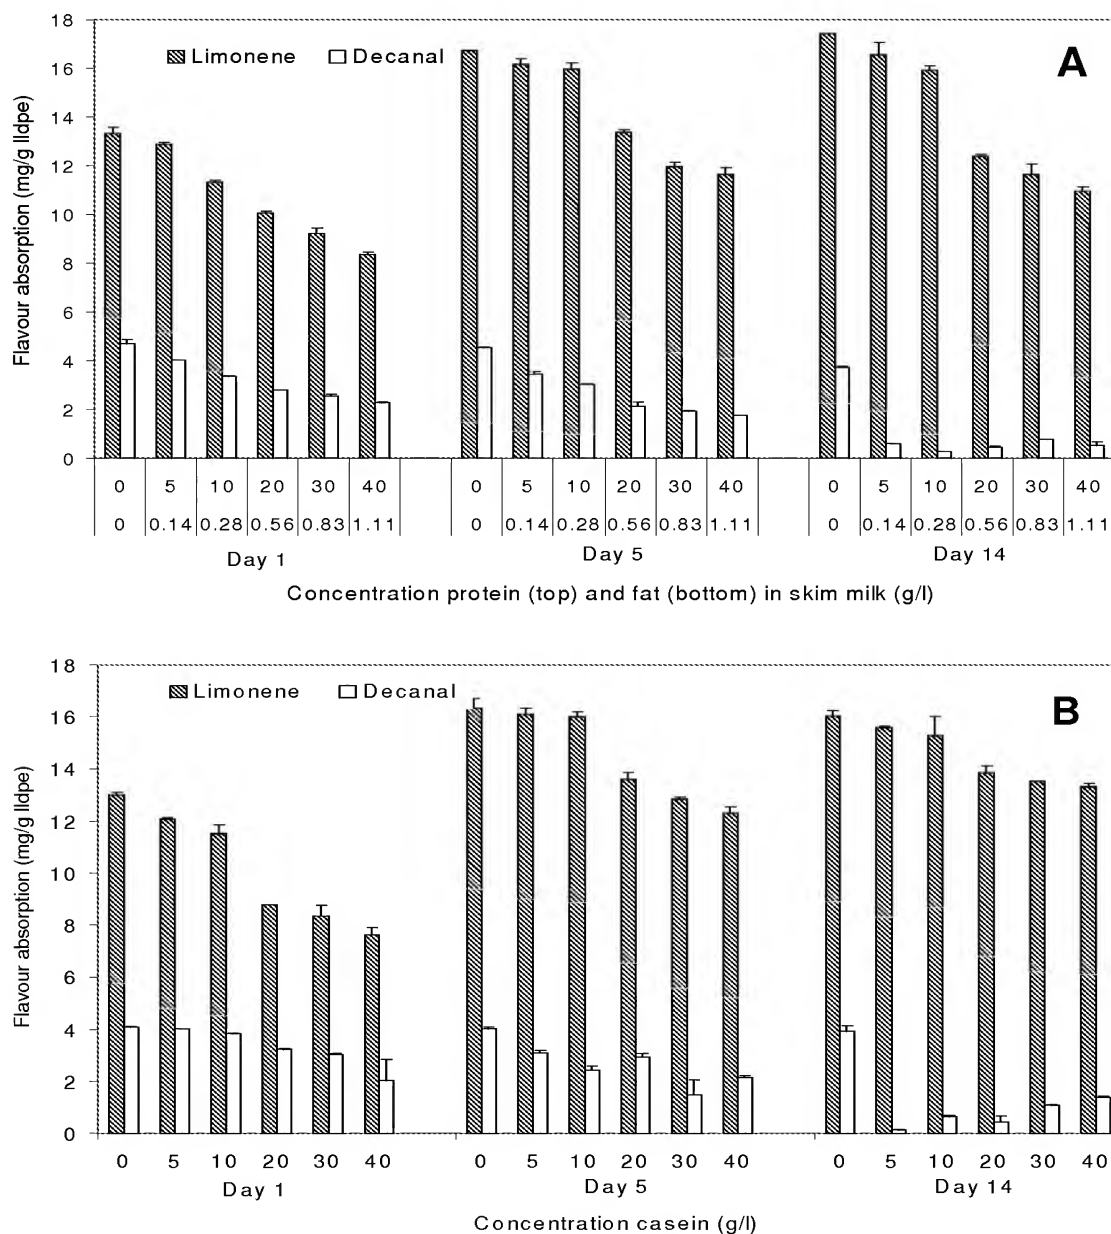 18
Limonene Decanal
A
16
14
12
10
8
6
4
2
0
Flavour absorption (mg/g lldpe)
0 5 10 20 30 40 0 5 10 20 30 40 0 5 10 20 30 40
0 0.14 0.28 0.56 0.83 1.11 0 0.14 0.28 0.56 0.83 1.11 0 0.14 0.28 0.56 0.83 1.11
Day 1 Day 5 Day 14
Concentration protein (top) and fat (bottom) in skim milk (g/l)
18
Limonene Decanal
B
16
14
12
10
8
6
4
2
0
Flavour absorption (mg/g lldpe)
0 5 10 20 30 40 0 5 10 20 30 40 0 5 10 20 30 40
Day 1 Day 5 Day 14
Concentration casein (g/l)